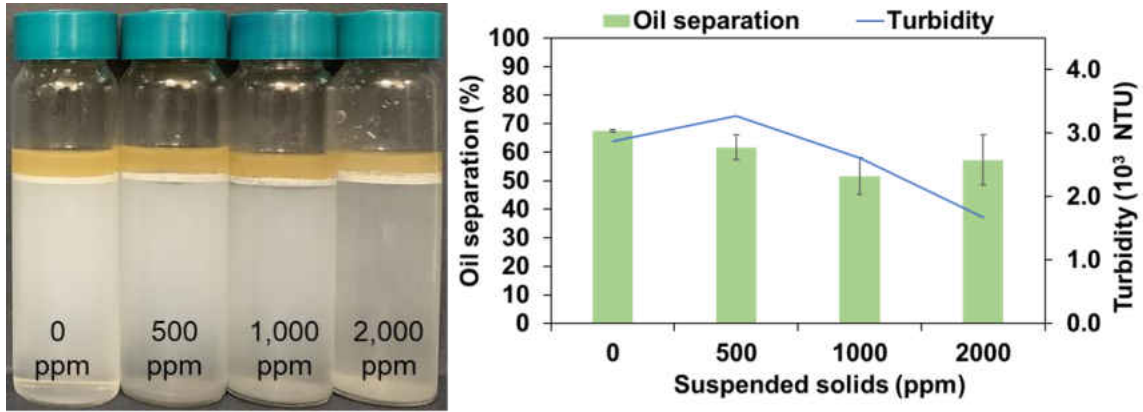 0
ppm
500
ppm
1,000
ppm
2,000
ppm
Oil separation
Turbidity
Oil separation (%)
100
90
80
70
60
50
40
30
20
10
0
4.0
3.0
2.0
1.0
0.0
Turbidity (10³ NTU)
0
500
1000
2000
Suspended solids (ppm)